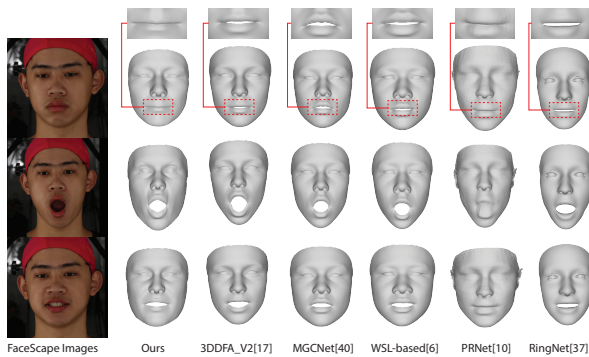 FaceScape Images Ours 3DDFA_V2[17] MGCNet[40] WSL-based[6] PRNet[10] RingNet[37]